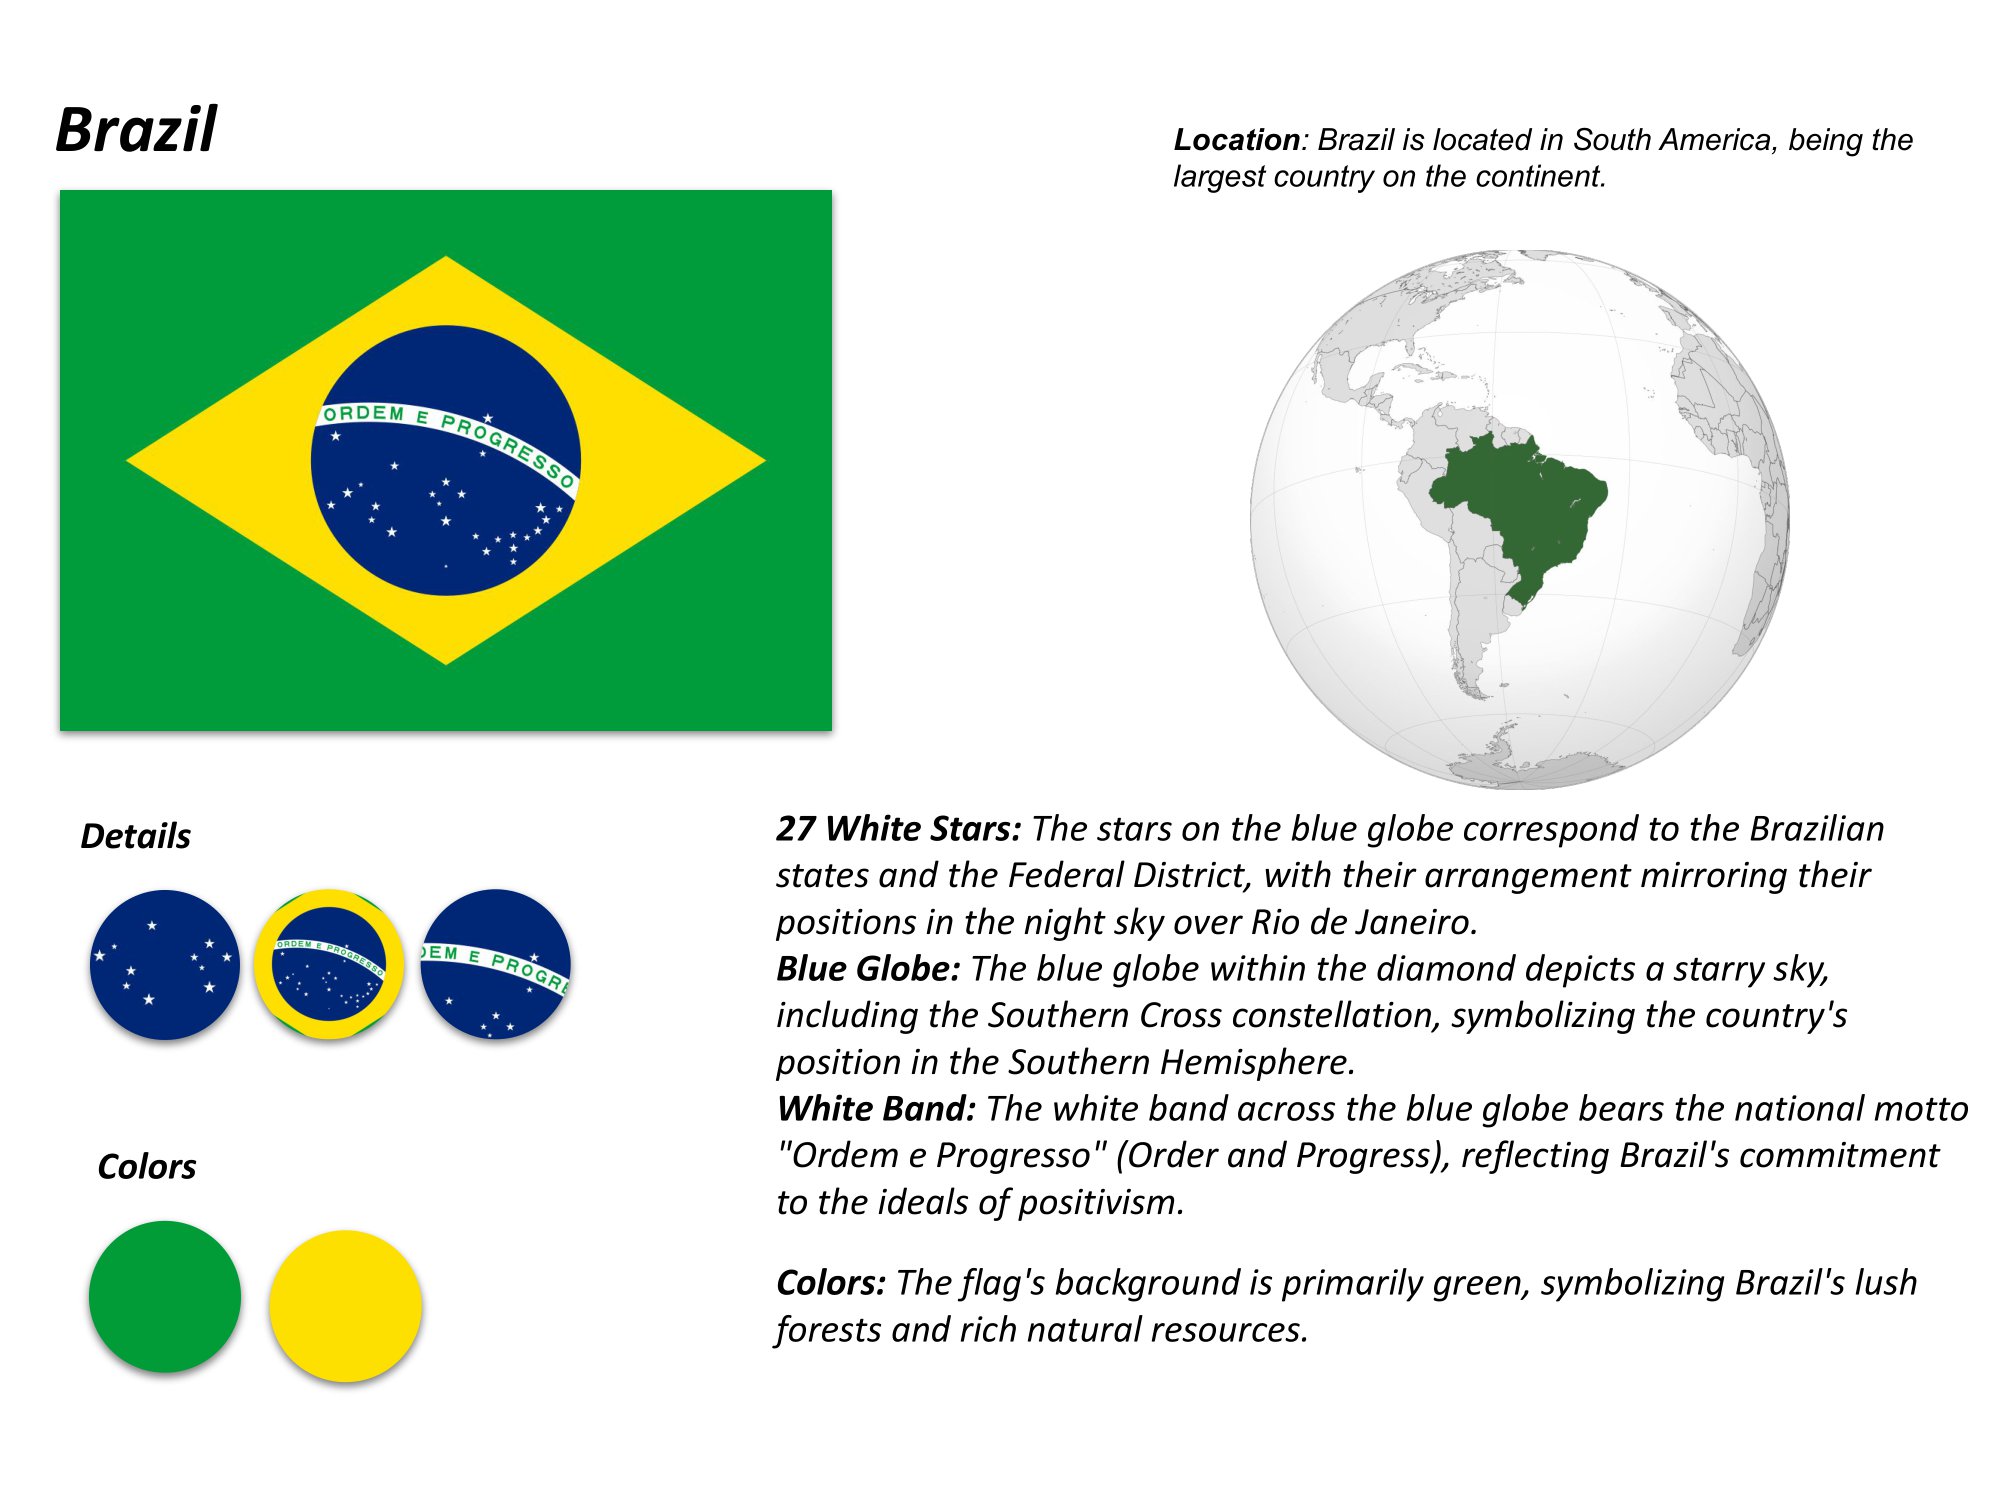 Brazil
Location: Brazil is located in South America, being the
largest country on the continent.
ORDEM E PROGRESSO
Details
ORDEM E PROGRESSO
DEM E PROGRE
27 White Stars: The stars on the blue globe correspond to the Brazilian
states and the Federal District, with their arrangement mirroring their
positions in the night sky over Rio de Janeiro.
Blue Globe: The blue globe within the diamond depicts a starry sky,
including the Southern Cross constellation, symbolizing the country's
position in the Southern Hemisphere.
White Band: The white band across the blue globe bears the national motto
"Ordem e Progresso" (Order and Progress), reflecting Brazil's commitment
to the ideals of positivism.
Colors
Colors: The flag's background is primarily green, symbolizing Brazil's lush
forests and rich natural resources.